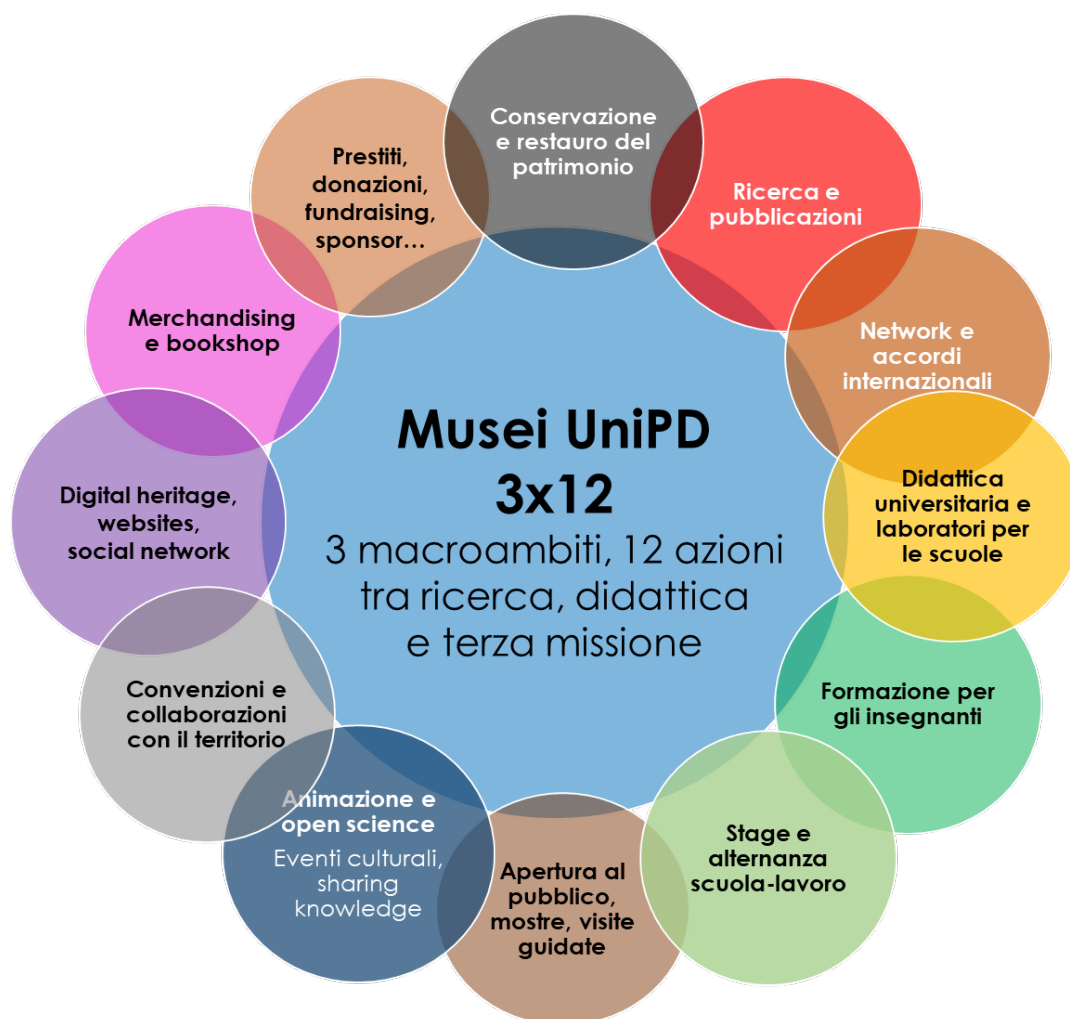 Conservazione
e restauro del
patrimonio
Ricerca e
pubblicazioni
Network e
accordi
internazionali
Didattica
universitaria e
laboratori per
le scuole
Formazione per
gli insegnanti
Stage e
alternanza
scuola-lavoro
Apertura al
pubblico,
mostre, visite
guidate
Animazione e
open science
Eventi culturali,
sharing
knowledge
Convenzioni e
collaborazioni
con il territorio
Digital heritage,
websites,
social network
Merchandising
e bookshop
Prestiti,
donazioni,
fundraising,
sponsor...
Musei UniPD
3x12
3 macroambiti, 12 azioni
tra ricerca, didattica
e terza missione